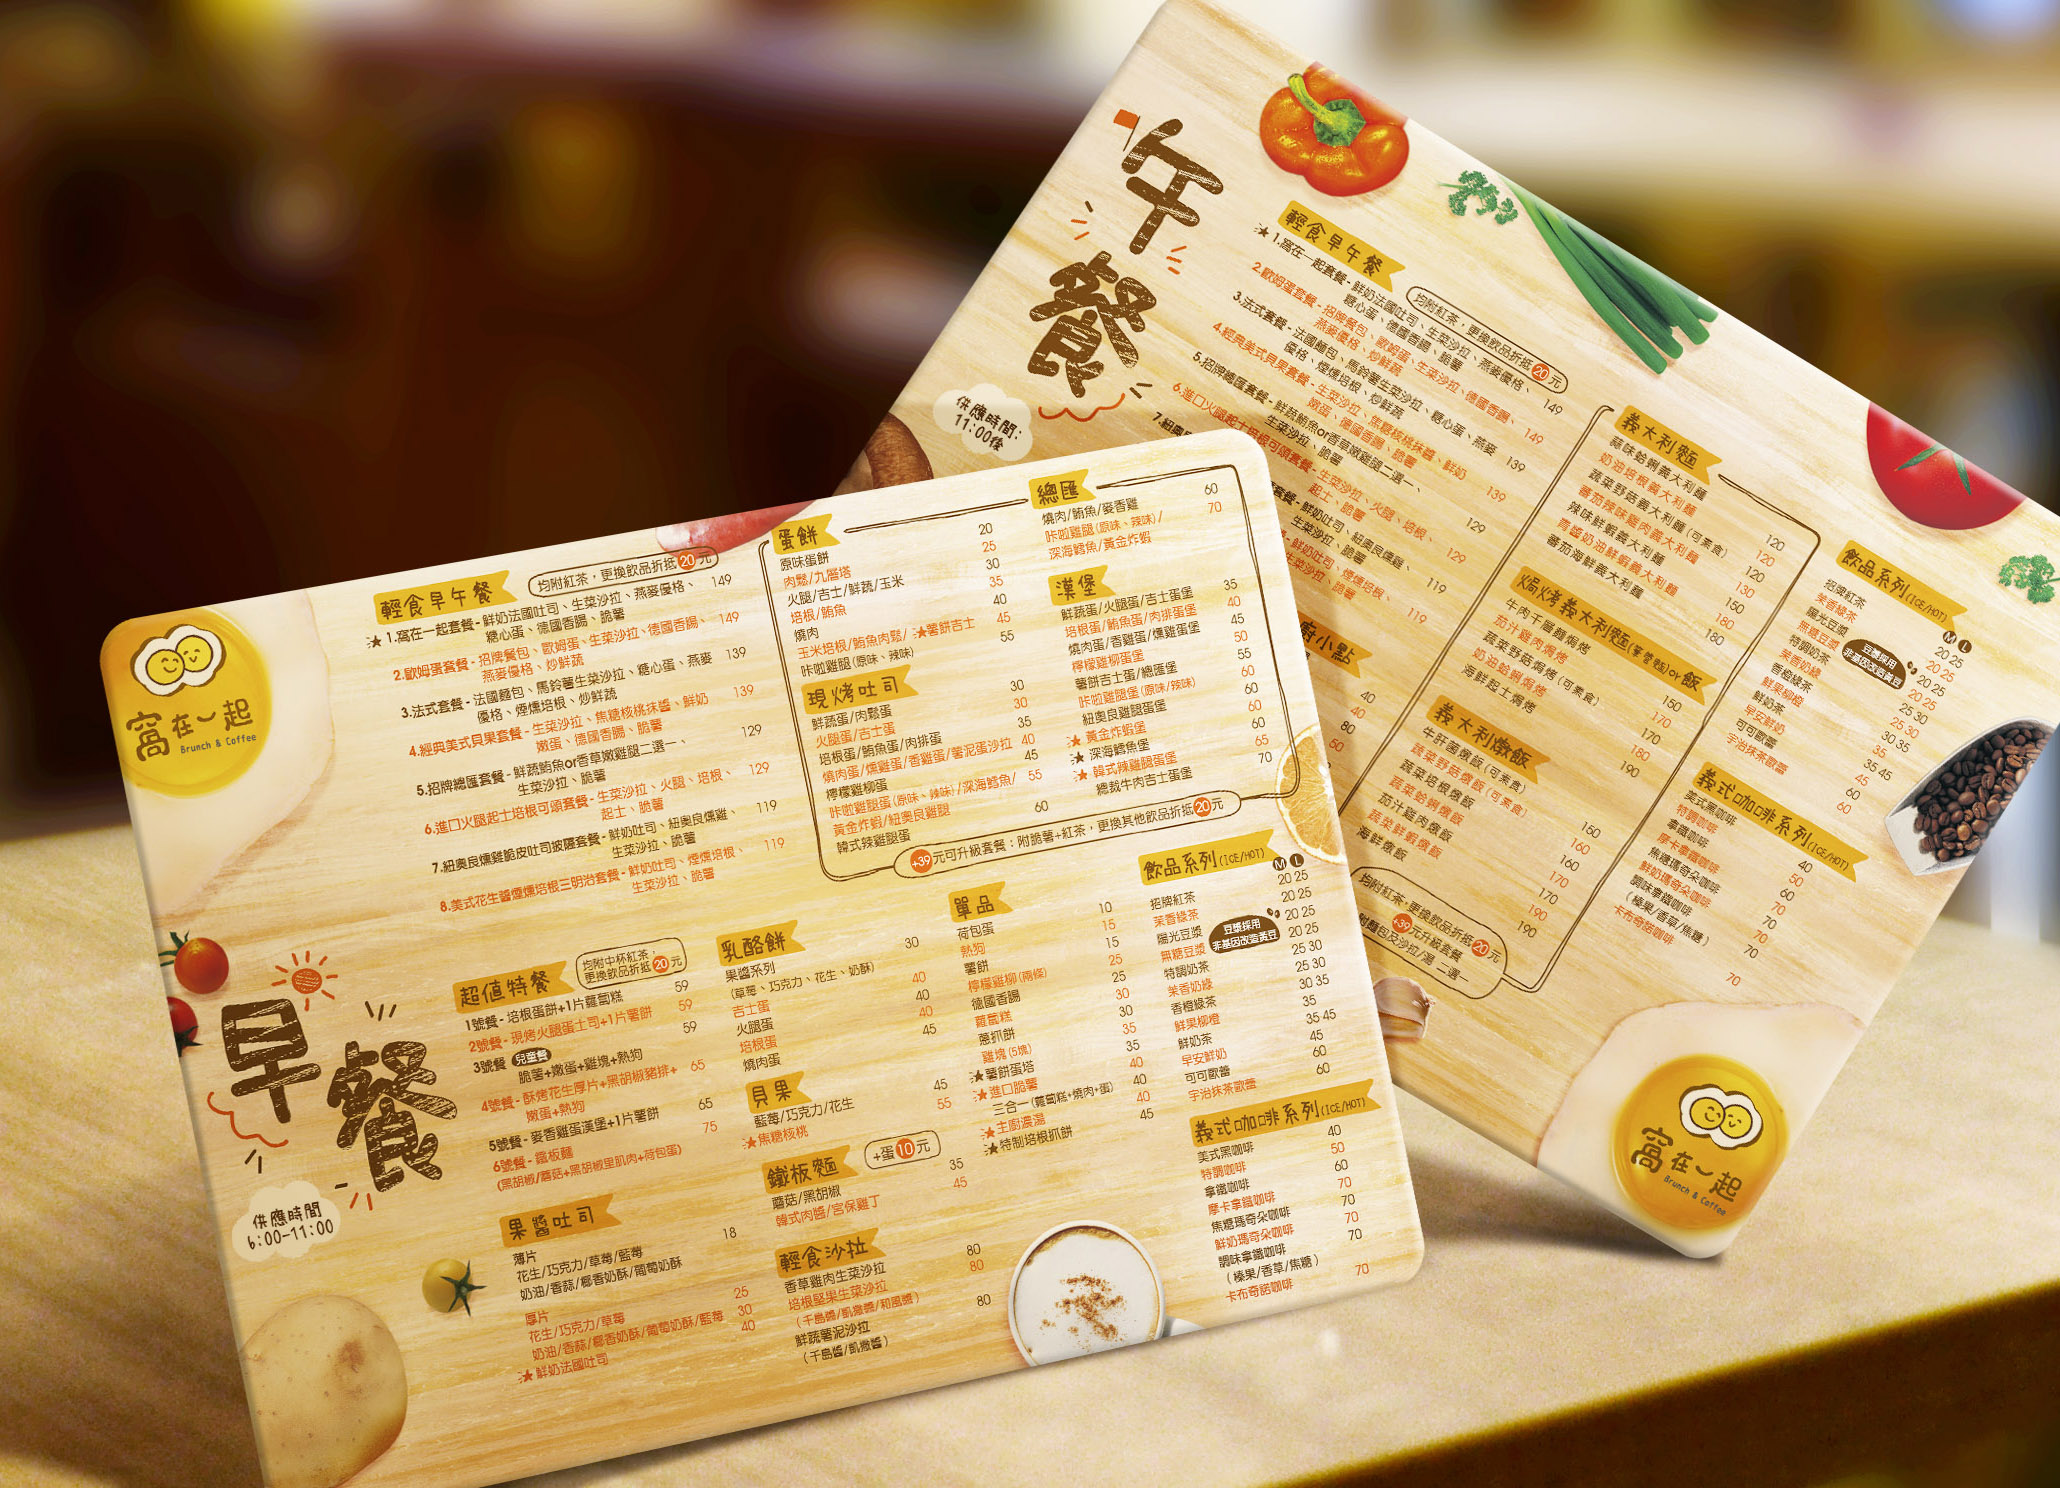 窩在一起
Brunch & Coffee
早餐
供應時間
6:00-11:00
輕食早午餐
均附紅茶，更換飲品折抵20元
★1.窩在一起套餐-鮮奶法國吐司、生菜沙拉、燕麥優格、 149
糖心蛋、德國香腸、脆薯
2.歐姆蛋套餐-招牌餐包、歐姆蛋、生菜沙拉、德國香腸、 149
燕麥優格、炒鮮蔬
3.法式套餐-法國麵包、馬鈴薯生菜沙拉、糖心蛋、燕麥 139
優格、煙燻培根、炒鮮蔬
4.經典美式貝果套餐-生菜沙拉、焦糖核桃抹醬、鮮奶 139
嫩蛋、德國香腸、脆薯
5.招牌總匯套餐-鮮蔬鮪魚or香草嫩雞腿二選一、 129
生菜沙拉、脆薯
6.進口火腿起士培根可頌套餐-生菜沙拉、火腿、培根、 129
起士、脆薯
7.紐奧良燻雞脆皮吐司披薩套餐-鮮奶吐司、紐奧良燻雞、 119
生菜沙拉、脆薯
8.美式花生醬煙燻培根三明治套餐-鮮奶吐司、煙燻培根、 119
生菜沙拉、脆薯
超值特餐
均附中杯紅茶，
更換飲品折抵20元
1號餐-培根蛋餅+1片蘿蔔糕 59
2號餐-現烤火腿蛋土司+1片薯餅 59
3號餐 兒童餐 59
脆薯+嫩蛋+雞塊+熱狗
4號餐-酥烤花生厚片+黑胡椒豬排+ 65
嫩蛋+熱狗
5號餐-麥香雞蛋漢堡+1片薯餅 65
6號餐-鐵板麵 75
(黑胡椒/蘑菇+黑胡椒里肌肉+荷包蛋)
果醬吐司
薄片 18
花生/巧克力/草莓/藍莓
奶油/香蒜/椰香奶酥/葡萄奶酥
厚片 25
花生/巧克力/草莓 30
奶油/香蒜/椰香奶酥/葡萄奶酥/藍莓 40
★鮮奶法國吐司
蛋餅
原味蛋餅 20
肉鬆/九層塔 25
火腿/吉士/鮮蔬/玉米 30
培根/鮪魚 35
燒肉 40
玉米培根/鮪魚肉鬆/★薯餅吉士 45
咔啦雞腿(原味、辣味) 55
現烤吐司
鮮蔬蛋/肉鬆蛋 30
火腿蛋/吉士蛋 30
培根蛋/鮪魚蛋/肉排蛋 35
燒肉蛋/燻雞蛋/香雞蛋/薯泥蛋沙拉 40
檸檬雞柳蛋 45
咔啦雞腿蛋(原味、辣味)/深海鱈魚/ 55
黃金炸蝦/紐奧良雞腿
韓式辣雞腿蛋 60
總匯
燒肉/鮪魚/麥香雞 60
咔啦雞腿(原味、辣味)/ 70
深海鱈魚/黃金炸蝦
漢堡
鮮蔬蛋/火腿蛋/吉士蛋堡 35
培根蛋/鮪魚蛋/肉排蛋堡 40
燒肉蛋/香雞蛋/燻雞蛋堡 45
檸檬雞柳蛋堡 50
薯餅吉士蛋/總匯蛋堡 55
咔啦雞腿蛋堡(原味/辣味) 60
紐奧良雞腿蛋堡 60
★黃金炸蝦堡 60
★深海鱈魚堡 65
★韓式辣雞腿蛋堡 70
總裁牛肉吉士蛋堡
+39元可升級套餐：附脆薯+紅茶，更換其他飲品折抵20元
乳酪餅
果醬系列 30
(草莓、巧克力、花生、奶酥)
吉士蛋 40
火腿蛋 40
培根蛋 40
燒肉蛋 45
貝果
藍莓/巧克力/花生 45
★焦糖核桃 55
鐵板麵
+蛋10元
蘑菇/黑胡椒 35
韓式肉醬/宮保雞丁 45
輕食沙拉
香草雞肉生菜沙拉 80
培根堅果生菜沙拉 80
(千島醬/凱撒醬/和風醬)
鮮蔬薯泥沙拉 80
(千島醬/凱撒醬)
單品
荷包蛋 10
熱狗 15
薯餅 15
檸檬雞柳(兩條) 25
德國香腸 25
蘿蔔糕 30
蔥抓餅 30
雞塊(5塊) 35
★薯餅蛋塔 35
★進口脆薯 40
三合一(蘿蔔糕+燒肉+蛋) 40
★主廚濃湯 40
★特制培根抓餅 45
飲品系列(ICE/HOT) M L
招牌紅茶 20 25
茉香綠茶 20 25
陽光豆漿 20 25
無糖豆漿 20 25
豆漿採用
非基因改造黃豆
特調奶茶 25 30
茉香奶綠 25 30
香橙綠茶 30 35
鮮果柳橙 35
鮮奶茶 35 45
早安鮮奶 45
可可歐蕾 60
宇治抹茶歐蕾 60
義式咖啡系列(ICE/HOT)
美式黑咖啡 40
特調咖啡 50
拿鐵咖啡 60
摩卡拿鐵咖啡 70
焦糖瑪奇朵咖啡 70
鮮奶瑪奇朵咖啡 70
調味拿鐵咖啡 70
(榛果/香草/焦糖)
卡布奇諾咖啡 70
午餐
供應時間:
11:00後
輕食早午餐
均附紅茶，更換飲品折抵20元
★1.窩在一起套餐-鮮奶法國吐司、生菜沙拉、燕麥優格、 149
糖心蛋、德國香腸、脆薯
2.歐姆蛋套餐-招牌餐包、歐姆蛋、生菜沙拉、德國香腸、 149
燕麥優格、炒鮮蔬
3.法式套餐-法國麵包、馬鈴薯生菜沙拉、糖心蛋、燕麥 139
優格、煙燻培根、炒鮮蔬
4.經典美式貝果套餐-生菜沙拉、焦糖核桃抹醬、鮮奶 139
嫩蛋、德國香腸、脆薯
5.招牌總匯套餐-鮮蔬鮪魚or香草嫩雞腿二選一、 129
生菜沙拉、脆薯
6.進口火腿起士培根可頌套餐-生菜沙拉、火腿、培根、 129
起士、脆薯
7.紐奧
套餐-鮮奶吐司、紐奧良燻雞、 119
生菜沙拉、脆薯
-鮮奶吐司、煙燻培根、 119
生菜沙拉、脆薯
廚小點
40
40
80
50
義大利麵
蒜味蛤蜊義大利麵 120
奶油培根義大利麵 120
蔬菜野菇義大利麵(可素食) 120
番茄辣味雞肉義大利麵 130
辣味鮮蝦義大利麵 150
青醬奶油鮮蝦義大利麵 180
番茄海鮮義大利麵 180
焗烤義大利麵(筆管麵)or飯
牛肉千層麵焗烤 150
茄汁雞肉焗烤 170
蔬菜野菇焗烤(可素食) 170
奶油蛤蜊焗烤 180
海鮮起士焗烤 190
義大利燉飯
牛肝菌燉飯(可素食) 150
蔬菜野菇燉飯(可素食) 160
蔬菜培根燉飯 160
蔬菜蛤蜊燉飯 170
茄汁雞肉燉飯 170
蔬菜鮮蝦燉飯 190
海鮮燉飯 190
均附紅茶，更換飲品折抵20元
+39元升級套餐
附麵包及沙拉/湯 二選一
飲品系列(ICE/HOT) M L
招牌紅茶 20 25
茉香綠茶 20 25
陽光豆漿 20 25
無糖豆漿 20 25
豆漿採用
非基因改造黃豆
特調奶茶 25 30
茉香奶綠 25 30
香橙綠茶 30 35
鮮果柳橙 35
鮮奶茶 35 45
早安鮮奶 45
可可歐蕾 60
宇治抹茶歐蕾 60
義式咖啡系列(ICE/HOT)
美式黑咖啡 40
特調咖啡 50
拿鐵咖啡 60
摩卡拿鐵咖啡 70
焦糖瑪奇朵咖啡 70
鮮奶瑪奇朵咖啡 70
調味拿鐵咖啡 70
(榛果/香草/焦糖)
卡布奇諾咖啡 70
窩在一起
Brunch & Coffee